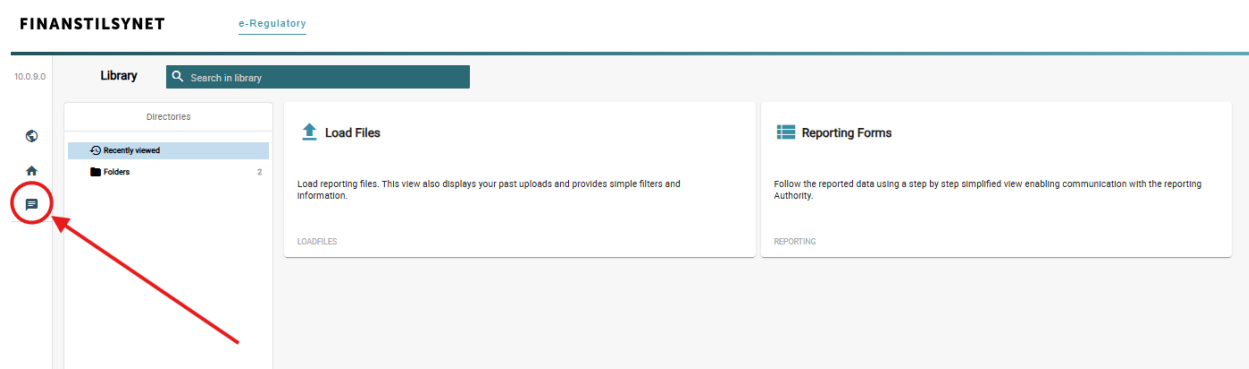 FINANSTILSYNET
e-Regulatory
10.0.9.0
Library
Search in library
Directories
Recently viewed
Folders
2
Load Files
Load reporting files. This view also displays your past uploads and provides simple filters and
information.
LOADFILES
Reporting Forms
Follow the reported data using a step by step simplified view enabling communication with the reporting
Authority.
REPORTING